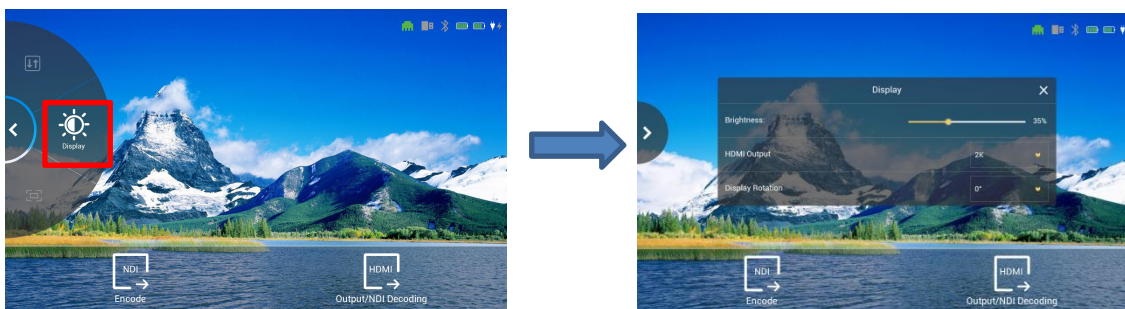 Display
NDI
Encode
HDMI
Output/NDI Decoding
Display
Brightness:
35%
HDMI Output
2K
Display Rotation
0°
NDI
Encode
HDMI
Output/NDI Decoding